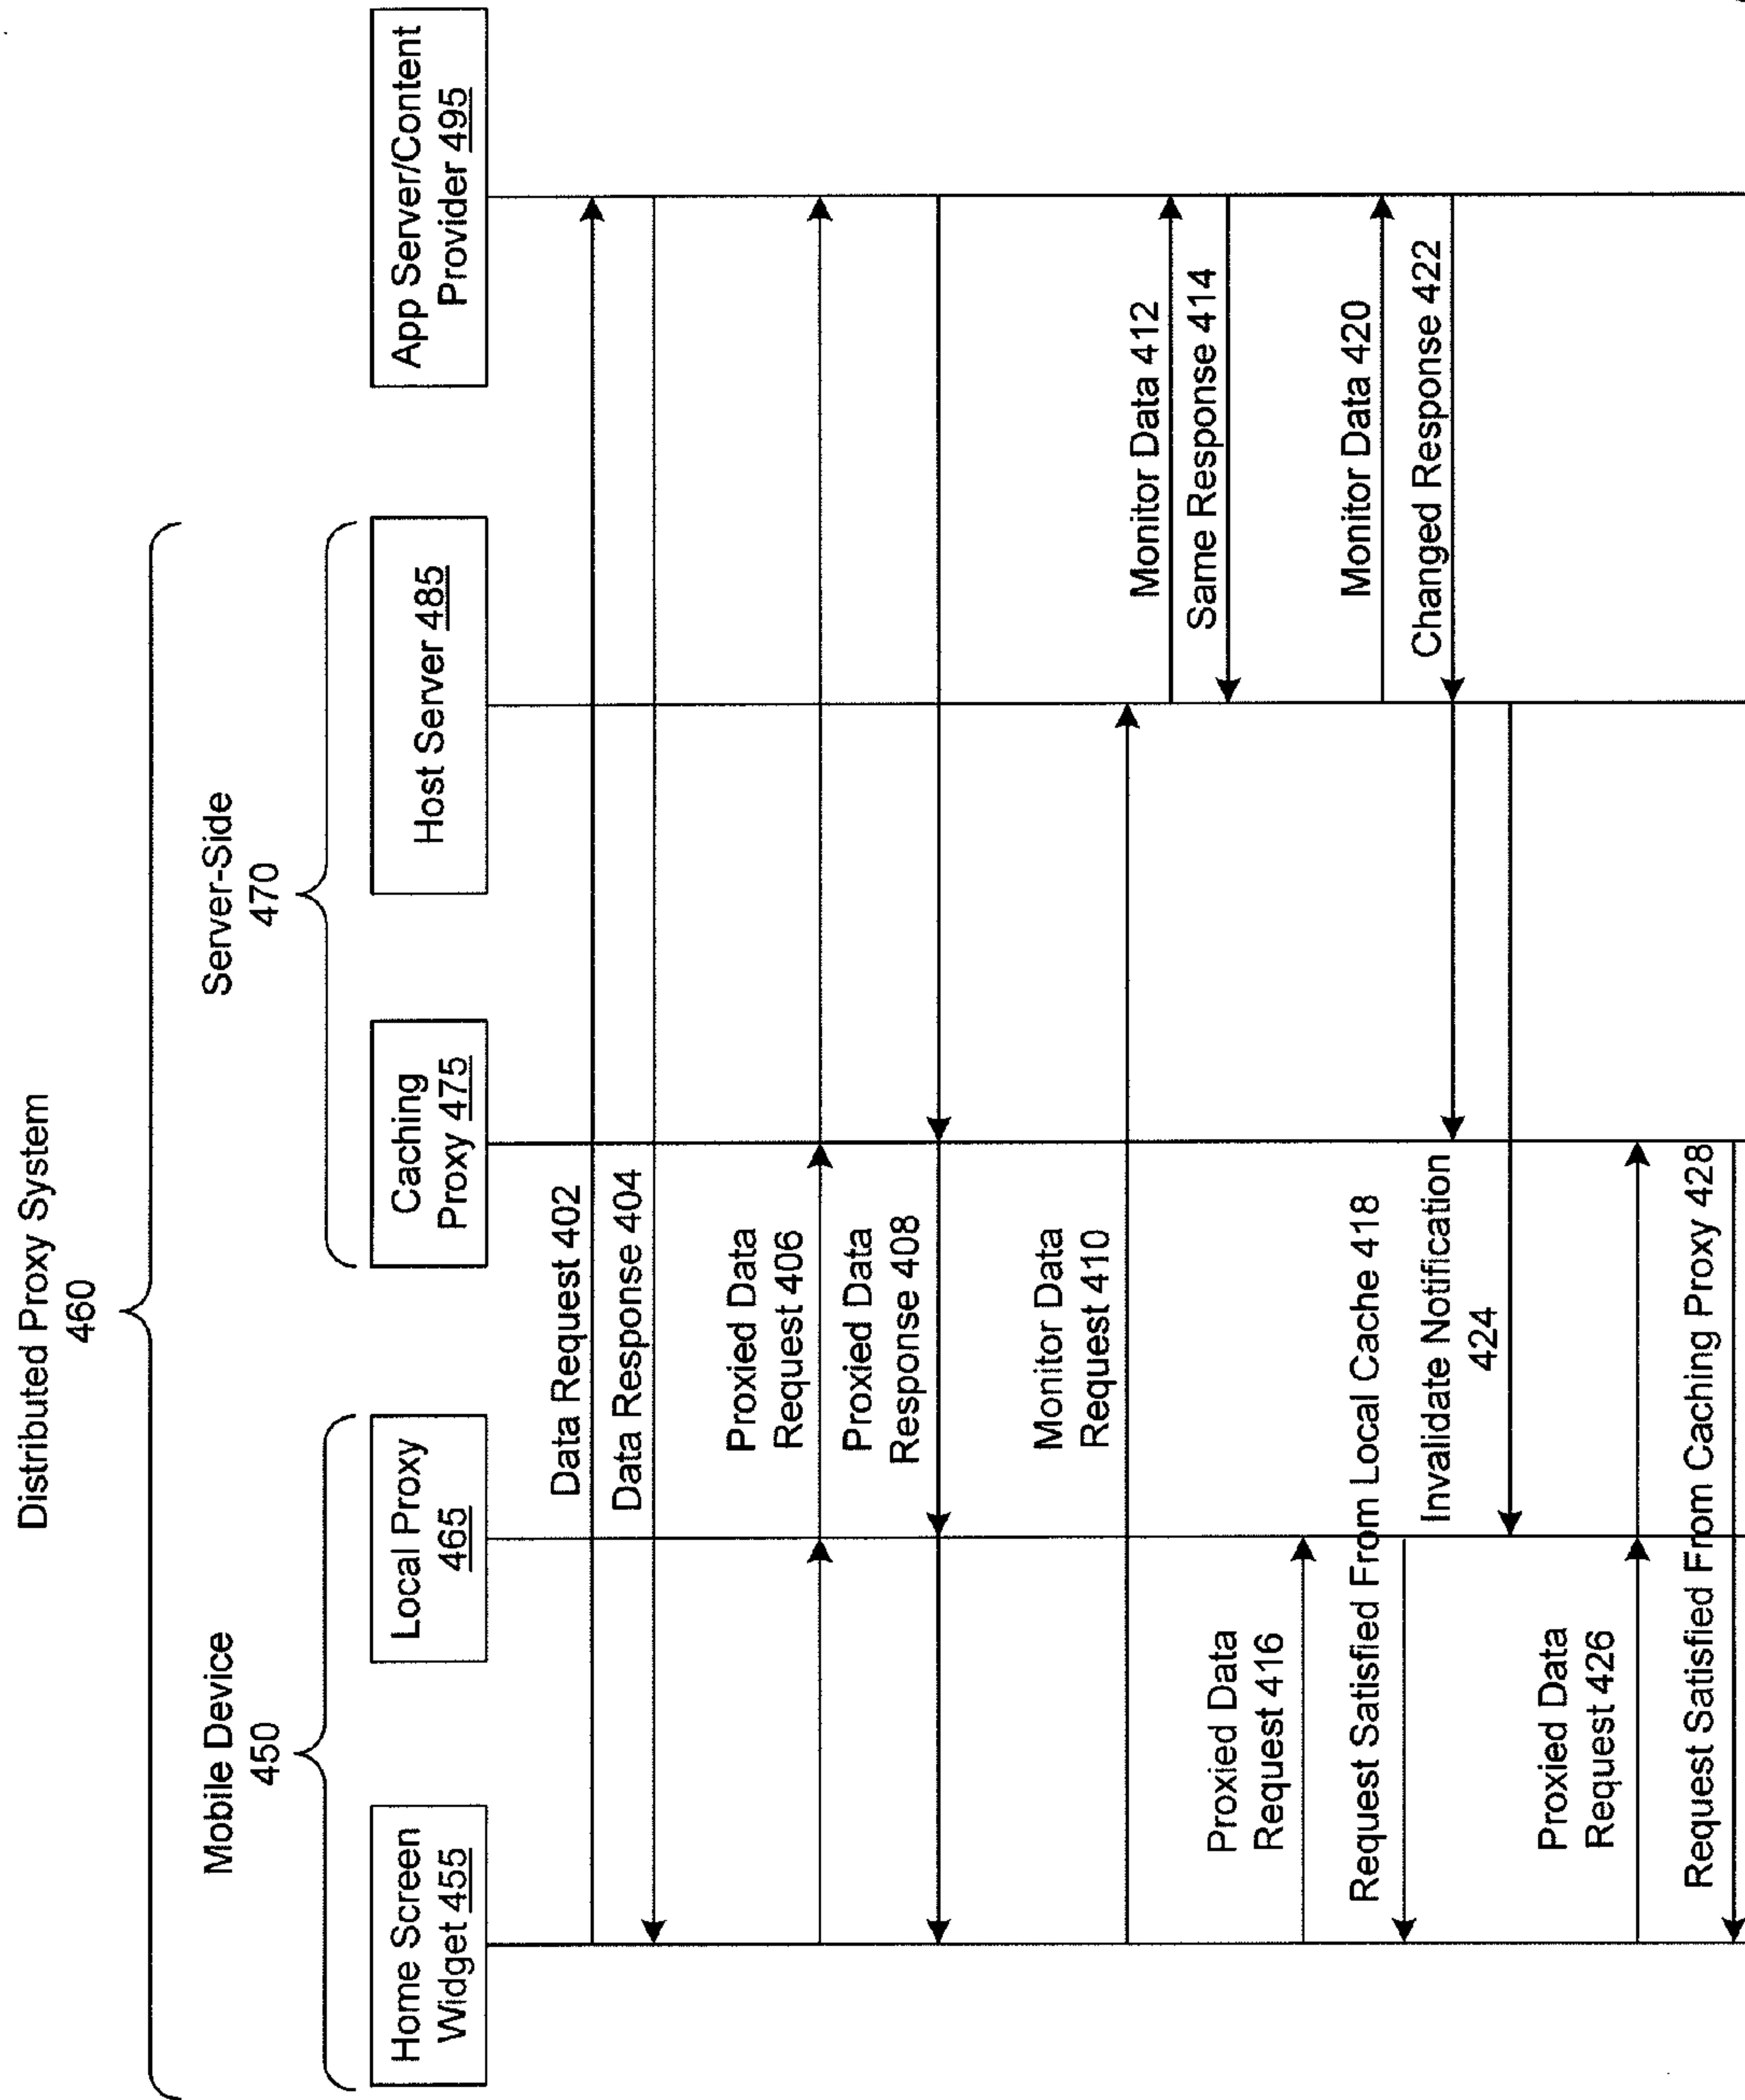 Distributed Proxy System
460
Mobile Device
450
Server-Side
470
Home Screen
Widget 455
Local Proxy
465
Caching
Proxy 475
Host Server 485
App Server/Content
Provider 495
Data Request 402
Data Response 404
Proxied Data
Request 406
Proxied Data
Response 408
Monitor Data
Request 410
Monitor Data 412
Same Response 414
Proxied Data
Request 416
Request Satisfied From Local Cache 418
Monitor Data 420
Changed Response 422
Invalidate Notification
424
Proxied Data
Request 426
Request Satisfied From Caching Proxy 428